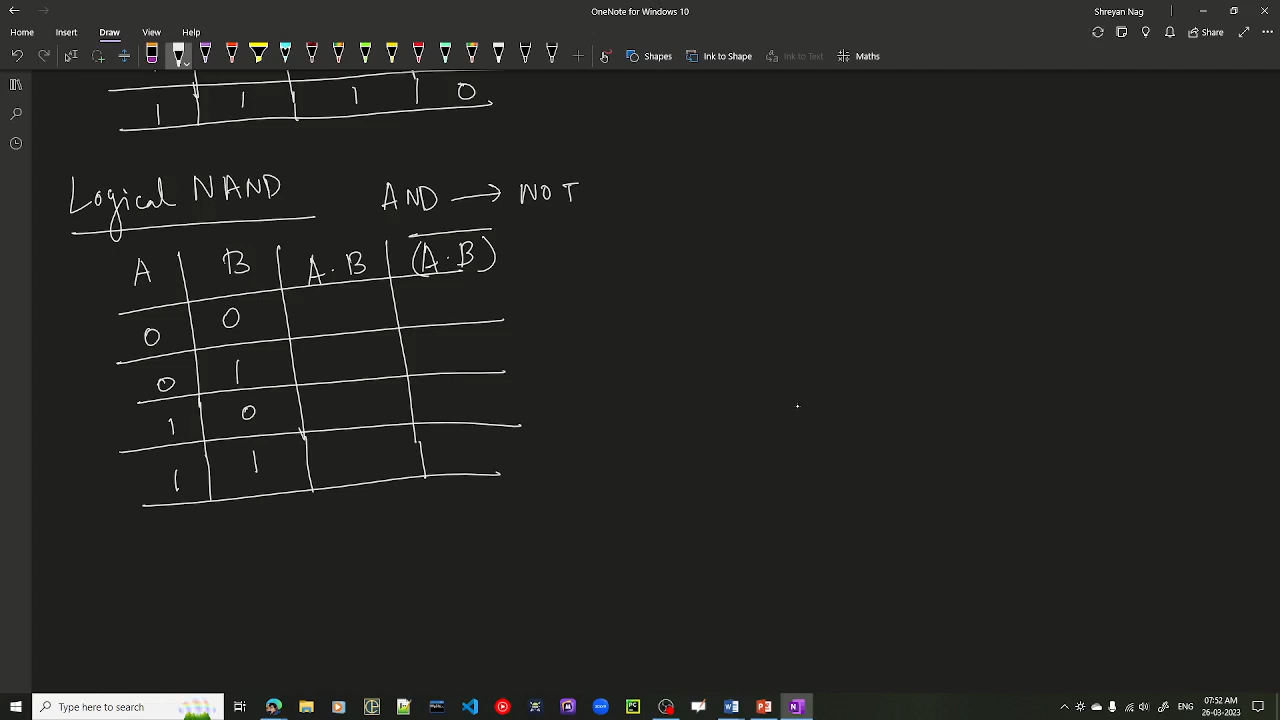 OneNote for Windows 10
Shreyan Nag
Home Insert Draw View Help
Share
Shapes Ink to Shape Ink to Text Maths
1 1 1 0
Logical NAND AND → NOT
A B A.B \overline{(A.B)}
0 0
0 1
1 0
1 1
Type here to search
ENG
07:52 AM
26-03-2023